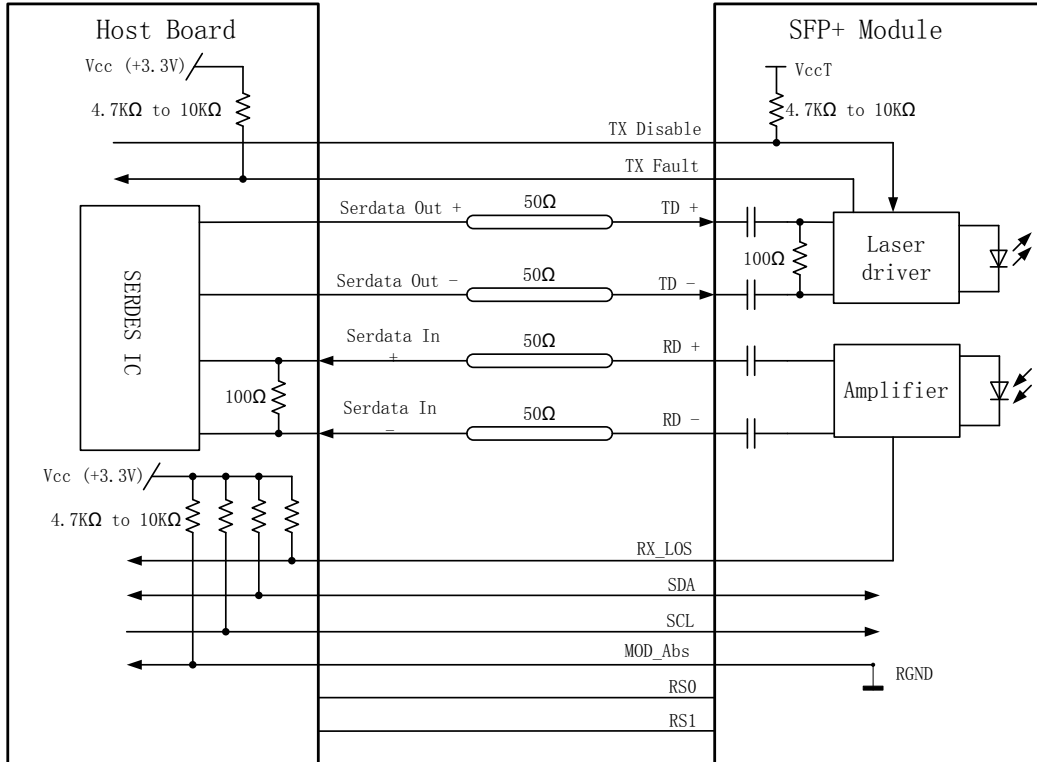 Host Board
SFP+ Module
Vcc (+3.3V)
VccT
4.7KΩ to 10KΩ
4.7KΩ to 10KΩ
TX Disable
TX Fault
Serdata Out +
50Ω
TD +
SERDES IC
100Ω
Laser
driver
Serdata Out -
50Ω
TD -
Serdata In
+
50Ω
RD +
100Ω
Amplifier
Serdata In
-
50Ω
RD -
Vcc (+3.3V)
4.7KΩ to 10KΩ
RX_LOS
SDA
SCL
MOD_Abs
RGND
RS0
RS1